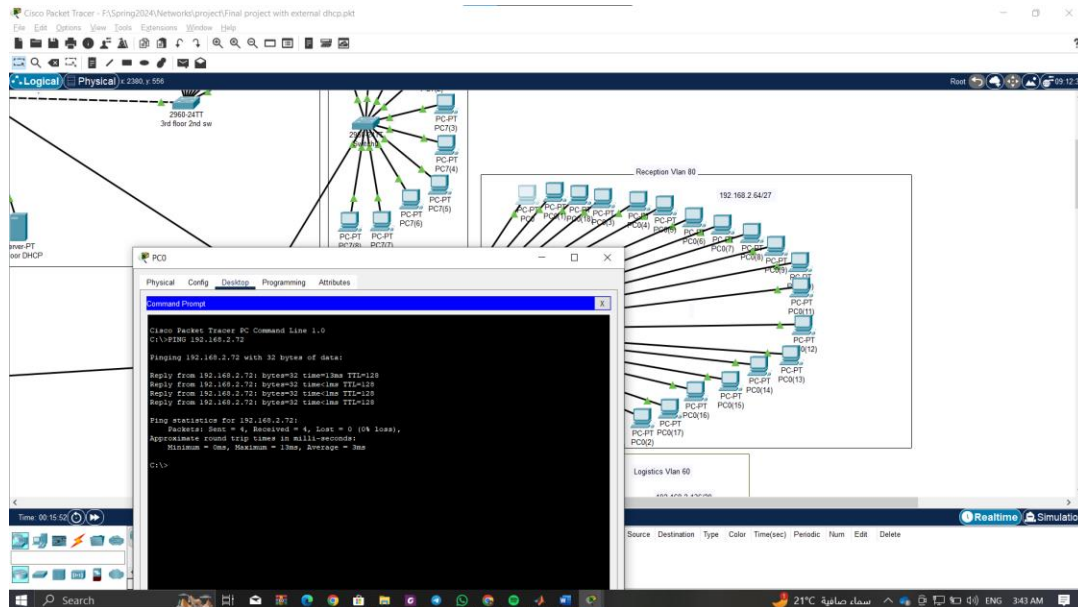 Cisco Packet Tracer - F:\Spring2024\Networks\project\Final project with external dhcp.pkt
File Edit Options View Tools Extensions Window Help
Logical Physical x: 2380, y: 556
Root
2960-24TT
3rd floor 2nd sw
PC-PT
PC7(3)
PC-PT
PC7(4)
PC-PT
PC7(5)
PC-PT
PC7(6)
PC-PT
PC-PT
PC7(7)
Reception Vlan 80
192.168.2.64/27
PC0(4)
PC-PT
PC0(6)
PC0(7)
PC-PT
PC0(11)
PC-PT
PC0(12)
PC-PT
PC0(13)
PC-PT
PC0(14)
PC-PT
PC0(15)
PC-PT
PC0(16)
PC-PT
PC0(17)
PC0(2)
Logistics Vlan 60
PC0
Physical Config Desktop Programming Attributes
Command Prompt
X
Cisco Packet Tracer PC Command Line 1.0
C:\>PING 192.168.2.72
Pinging 192.168.2.72 with 32 bytes of data:
Reply from 192.168.2.72: bytes=32 time=13ms TTL=128
Reply from 192.168.2.72: bytes=32 time<1ms TTL=128
Reply from 192.168.2.72: bytes=32 time<1ms TTL=128
Reply from 192.168.2.72: bytes=32 time<1ms TTL=128
Ping statistics for 192.168.2.72:
Packets: Sent = 4, Received = 4, Lost = 0 (0% loss),
Approximate round trip times in milli-seconds:
Minimum = 0ms, Maximum = 13ms, Average = 3ms
C:\>
Time: 00:15:52
Realtime Simulatio
Source Destination Type Color Time(sec) Periodic Num Edit Delete
Search
21°C سماء صافية
ENG 3:43 AM